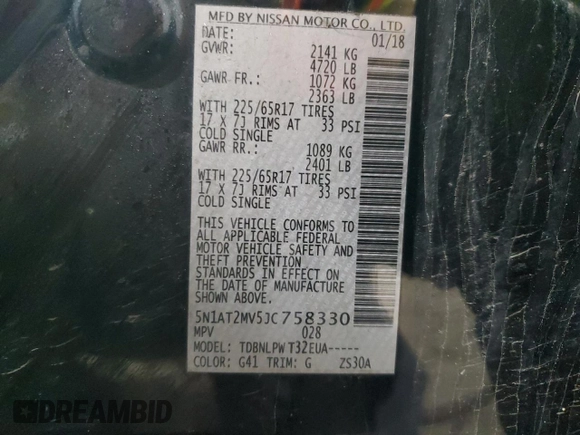 MFD BY NISSAN MOTOR CO., LTD.
DATE: 01/18
GVWR: 2141 KG
4720 LB
GAWR FR.: 1072 KG
2363 LB
WITH 225/65R17 TIRES
17 X 7J RIMS AT 33 PSI
COLD SINGLE
GAWR RR.: 1089 KG
2401 LB
WITH 225/65R17 TIRES
17 X 7J RIMS AT 33 PSI
COLD SINGLE
THIS VEHICLE CONFORMS TO
ALL APPLICABLE FEDERAL
MOTOR VEHICLE SAFETY AND
THEFT PREVENTION
STANDARDS IN EFFECT ON
THE DATE OF MANUFACTURE
SHOWN ABOVE.
5N1AT2MV5JC758330
MPV 028
MODEL: TDBNLPW T32EUA-----
COLOR: G41 TRIM: G ZS30A
DREAMBID